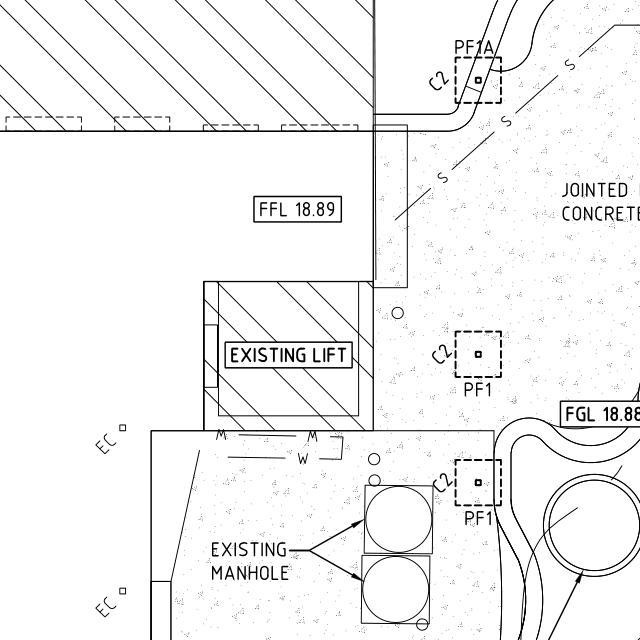 PF1A
C2
S
S
S
JOINTED
CONCRETE
FFL 18.89
EXISTING LIFT
C2
PF1
FGL 18.88
EC
M
M
W
C2
PF1
EXISTING
MANHOLE
EC